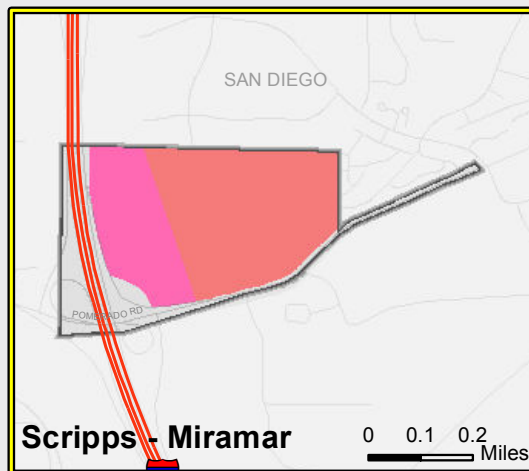 SAN DIEGO
POMERADO RD
Scripps - Miramar
0 0.1 0.2
Miles